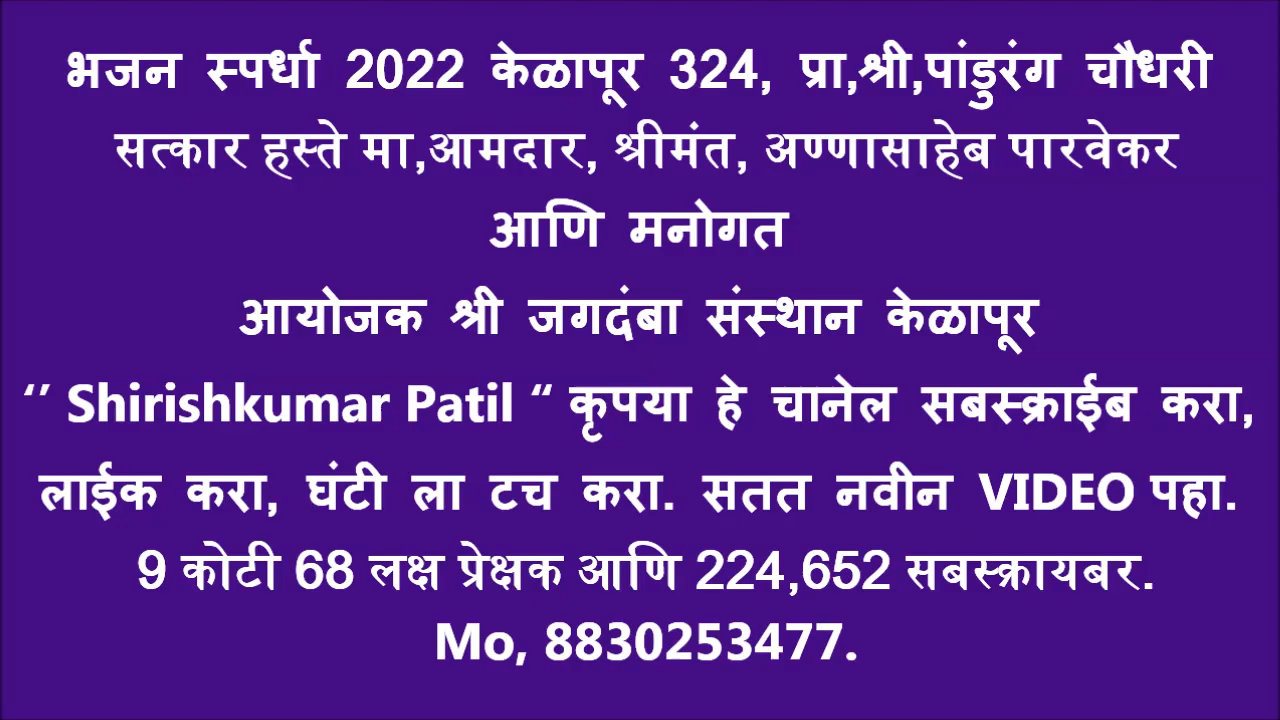 भजन स्पर्धा 2022 केळापूर 324, प्रा,श्री,पांडुरंग चौधरी
सत्कार हस्ते मा,आमदार, श्रीमंत, अण्णासाहेब पारवेकर
आणि मनोगत
आयोजक श्री जगदंबा संस्थान केळापूर
‘’ Shirishkumar Patil “ कृपया हे चानेल सबस्क्राईब करा,
लाईक करा, घंटी ला टच करा. सतत नवीन VIDEO पहा.
9 कोटी 68 लक्ष प्रेक्षक आणि 224,652 सबस्क्रायबर.
Mo, 8830253477.